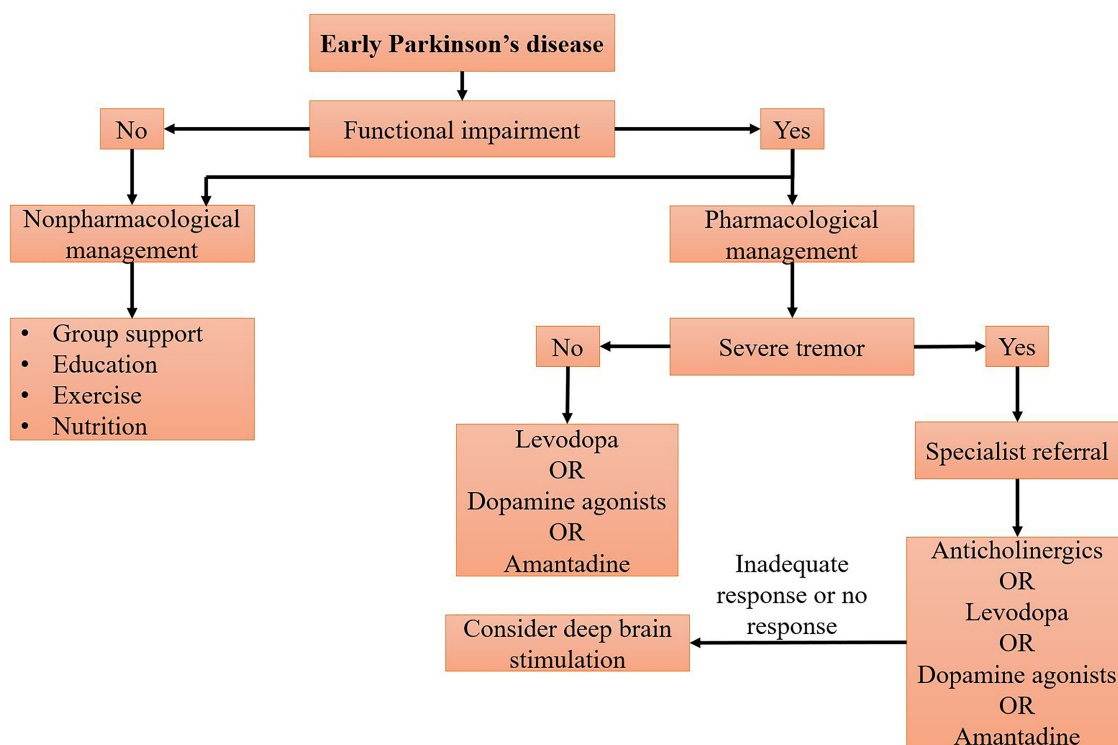 Early Parkinson’s disease
No
Functional impairment
Yes
Nonpharmacological
management
Pharmacological
management
• Group support
• Education
• Exercise
• Nutrition
No
Severe tremor
Yes
Levodopa
OR
Dopamine agonists
OR
Amantadine
Specialist referral
Inadequate
response or no
response
Consider deep brain
stimulation
Anticholinergics
OR
Levodopa
OR
Dopamine agonists
OR
Amantadine